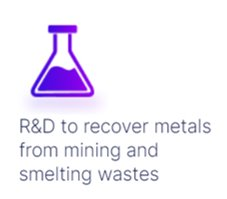 R&D to recover metals
from mining and
smelting wastes